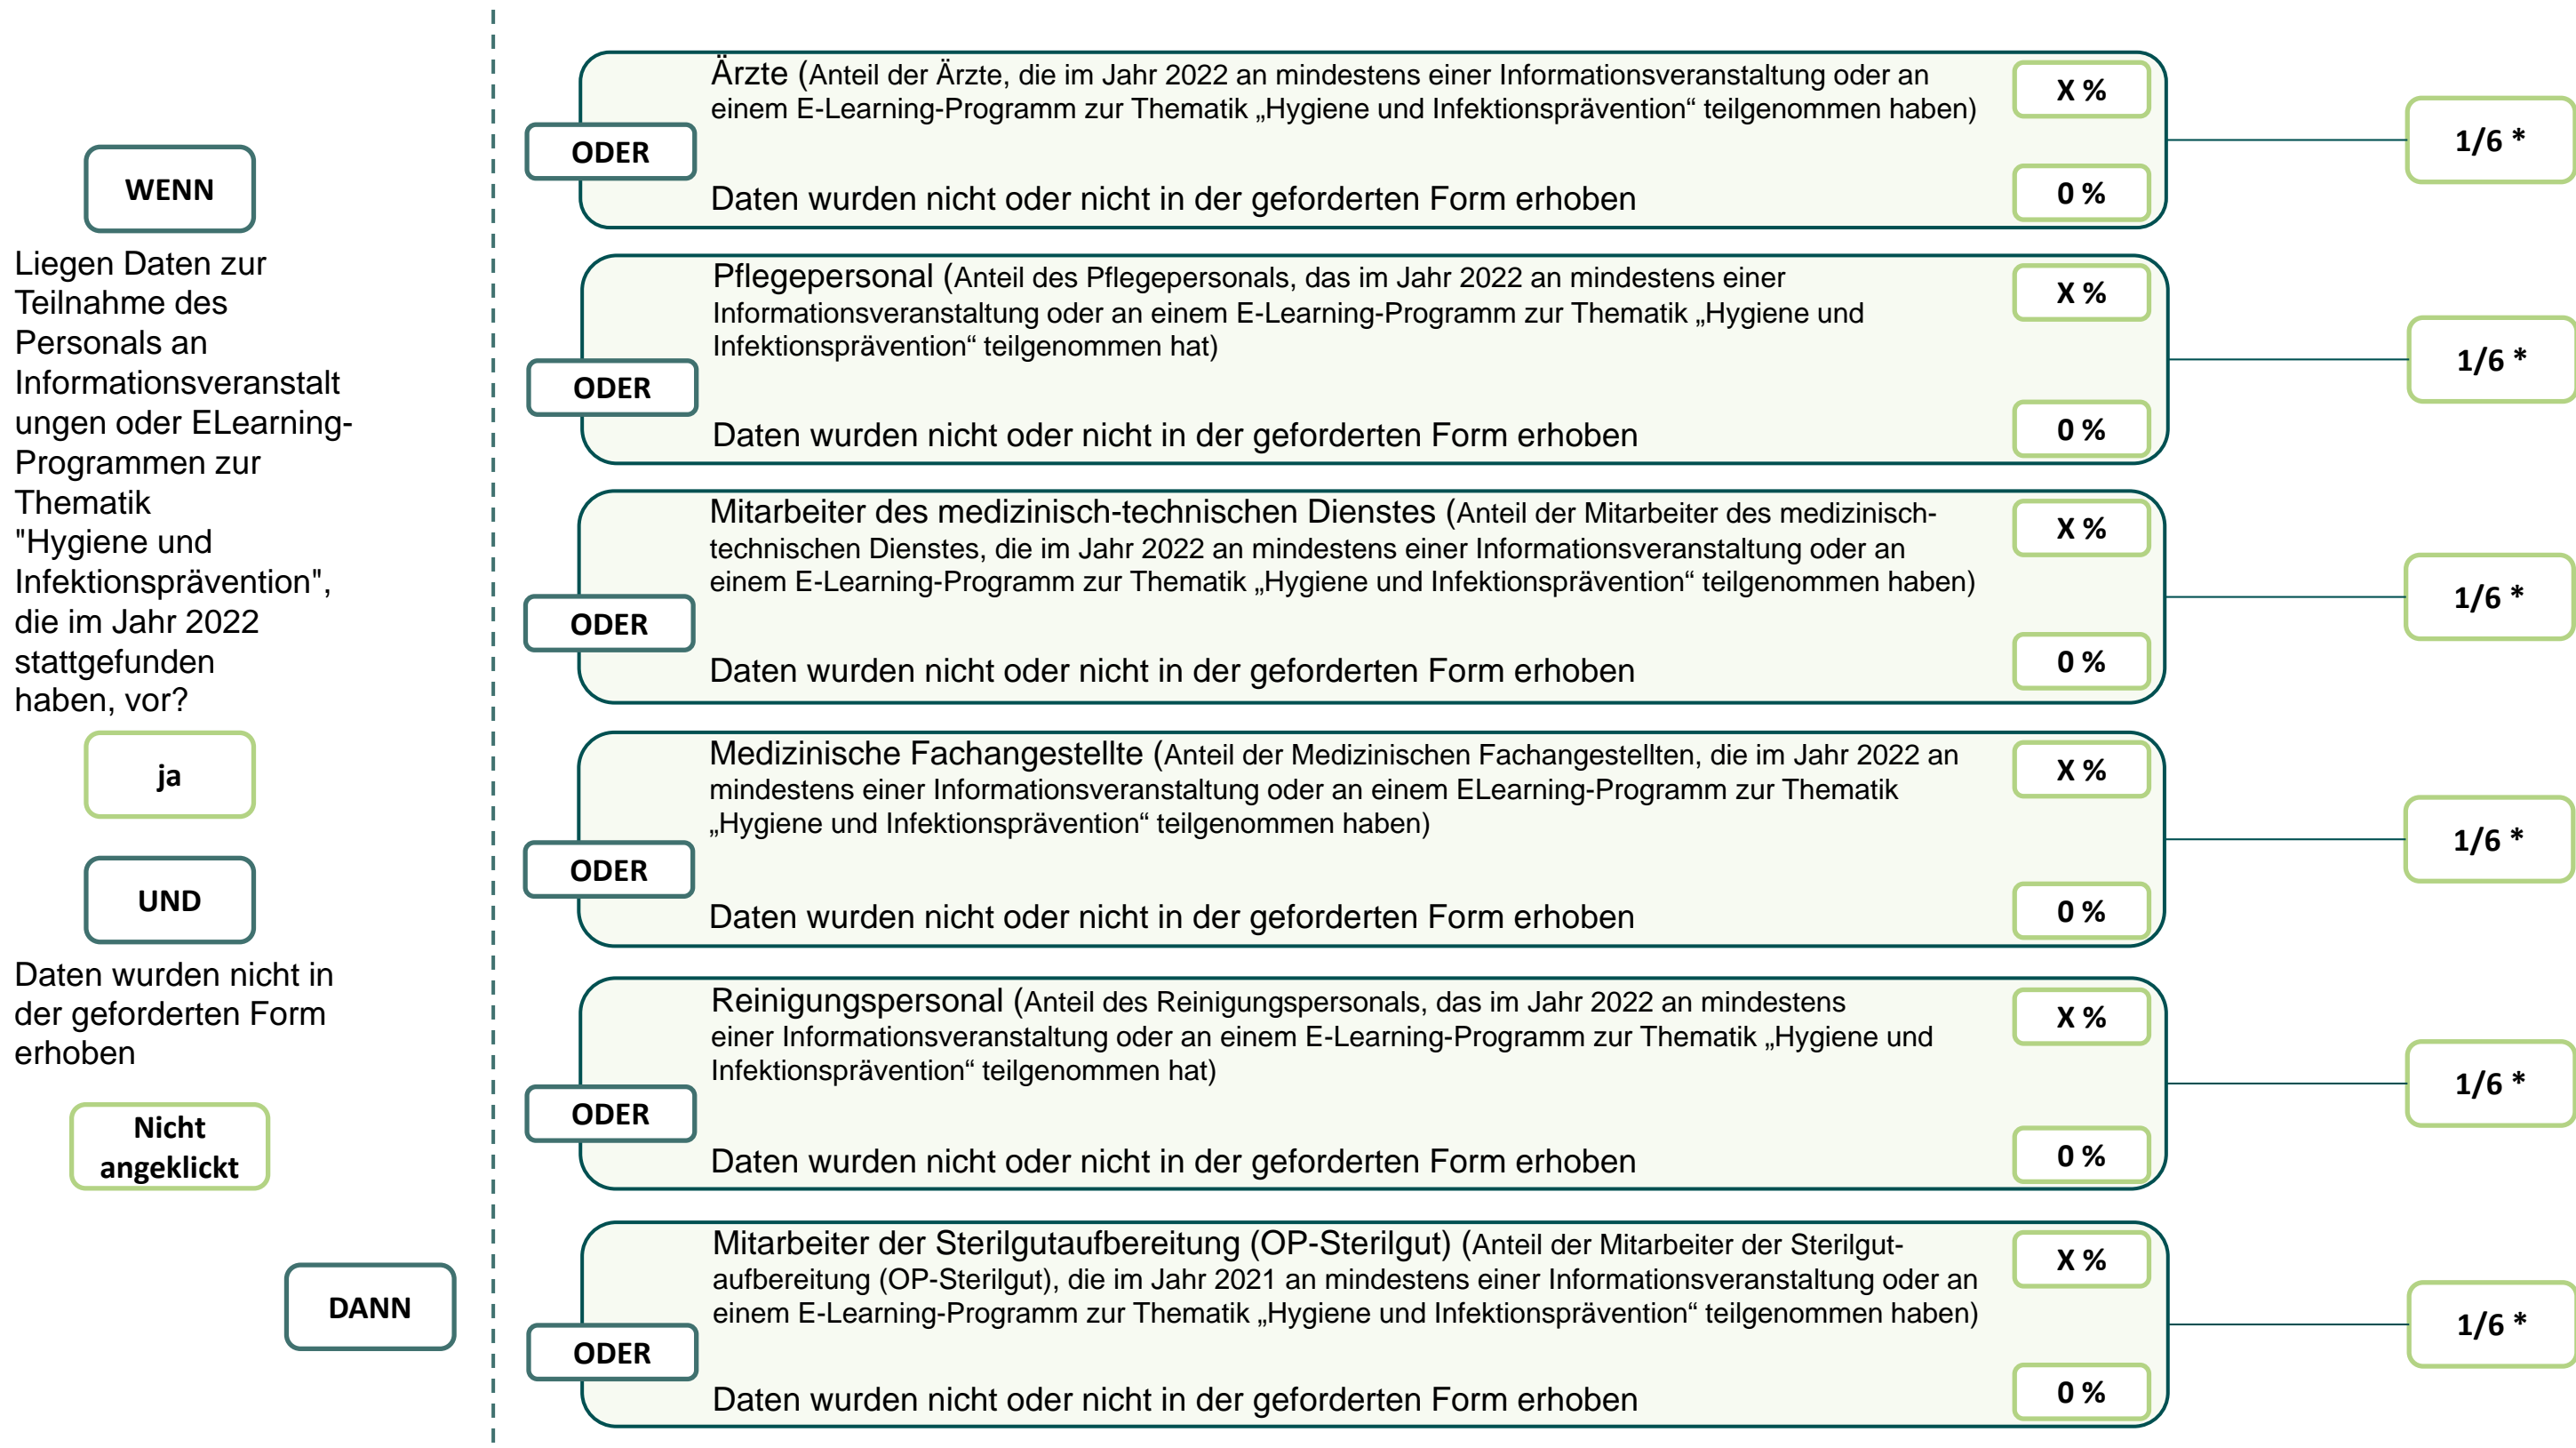 WENN
Liegen Daten zur
Teilnahme des
Personals an
Informationsveranstalt
ungen oder ELearning-
Programmen zur
Thematik
"Hygiene und
Infektionsprävention",
die im Jahr 2022
stattgefunden
haben, vor?
ja
UND
Daten wurden nicht in
der geforderten Form
erhoben
Nicht
angeklickt
DANN
Ärzte (Anteil der Ärzte, die im Jahr 2022 an mindestens einer Informationsveranstaltung oder an
einem E-Learning-Programm zur Thematik „Hygiene und Infektionsprävention“ teilgenommen haben)
X %
ODER
Daten wurden nicht oder nicht in der geforderten Form erhoben
0 %
1/6 *
Pflegepersonal (Anteil des Pflegepersonals, das im Jahr 2022 an mindestens einer
Informationsveranstaltung oder an einem E-Learning-Programm zur Thematik „Hygiene und
Infektionsprävention“ teilgenommen hat)
X %
ODER
Daten wurden nicht oder nicht in der geforderten Form erhoben
0 %
1/6 *
Mitarbeiter des medizinisch-technischen Dienstes (Anteil der Mitarbeiter des medizinisch-
technischen Dienstes, die im Jahr 2022 an mindestens einer Informationsveranstaltung oder an
einem E-Learning-Programm zur Thematik „Hygiene und Infektionsprävention“ teilgenommen haben)
X %
ODER
Daten wurden nicht oder nicht in der geforderten Form erhoben
0 %
1/6 *
Medizinische Fachangestellte (Anteil der Medizinischen Fachangestellten, die im Jahr 2022 an
mindestens einer Informationsveranstaltung oder an einem ELearning-Programm zur Thematik
„Hygiene und Infektionsprävention“ teilgenommen haben)
X %
ODER
Daten wurden nicht oder nicht in der geforderten Form erhoben
0 %
1/6 *
Reinigungspersonal (Anteil des Reinigungspersonals, das im Jahr 2022 an mindestens
einer Informationsveranstaltung oder an einem E-Learning-Programm zur Thematik „Hygiene und
Infektionsprävention“ teilgenommen hat)
X %
ODER
Daten wurden nicht oder nicht in der geforderten Form erhoben
0 %
1/6 *
Mitarbeiter der Sterilgutaufbereitung (OP-Sterilgut) (Anteil der Mitarbeiter der Sterilgut-
aufbereitung (OP-Sterilgut), die im Jahr 2021 an mindestens einer Informationsveranstaltung oder an
einem E-Learning-Programm zur Thematik „Hygiene und Infektionsprävention“ teilgenommen haben)
X %
ODER
Daten wurden nicht oder nicht in der geforderten Form erhoben
0 %
1/6 *